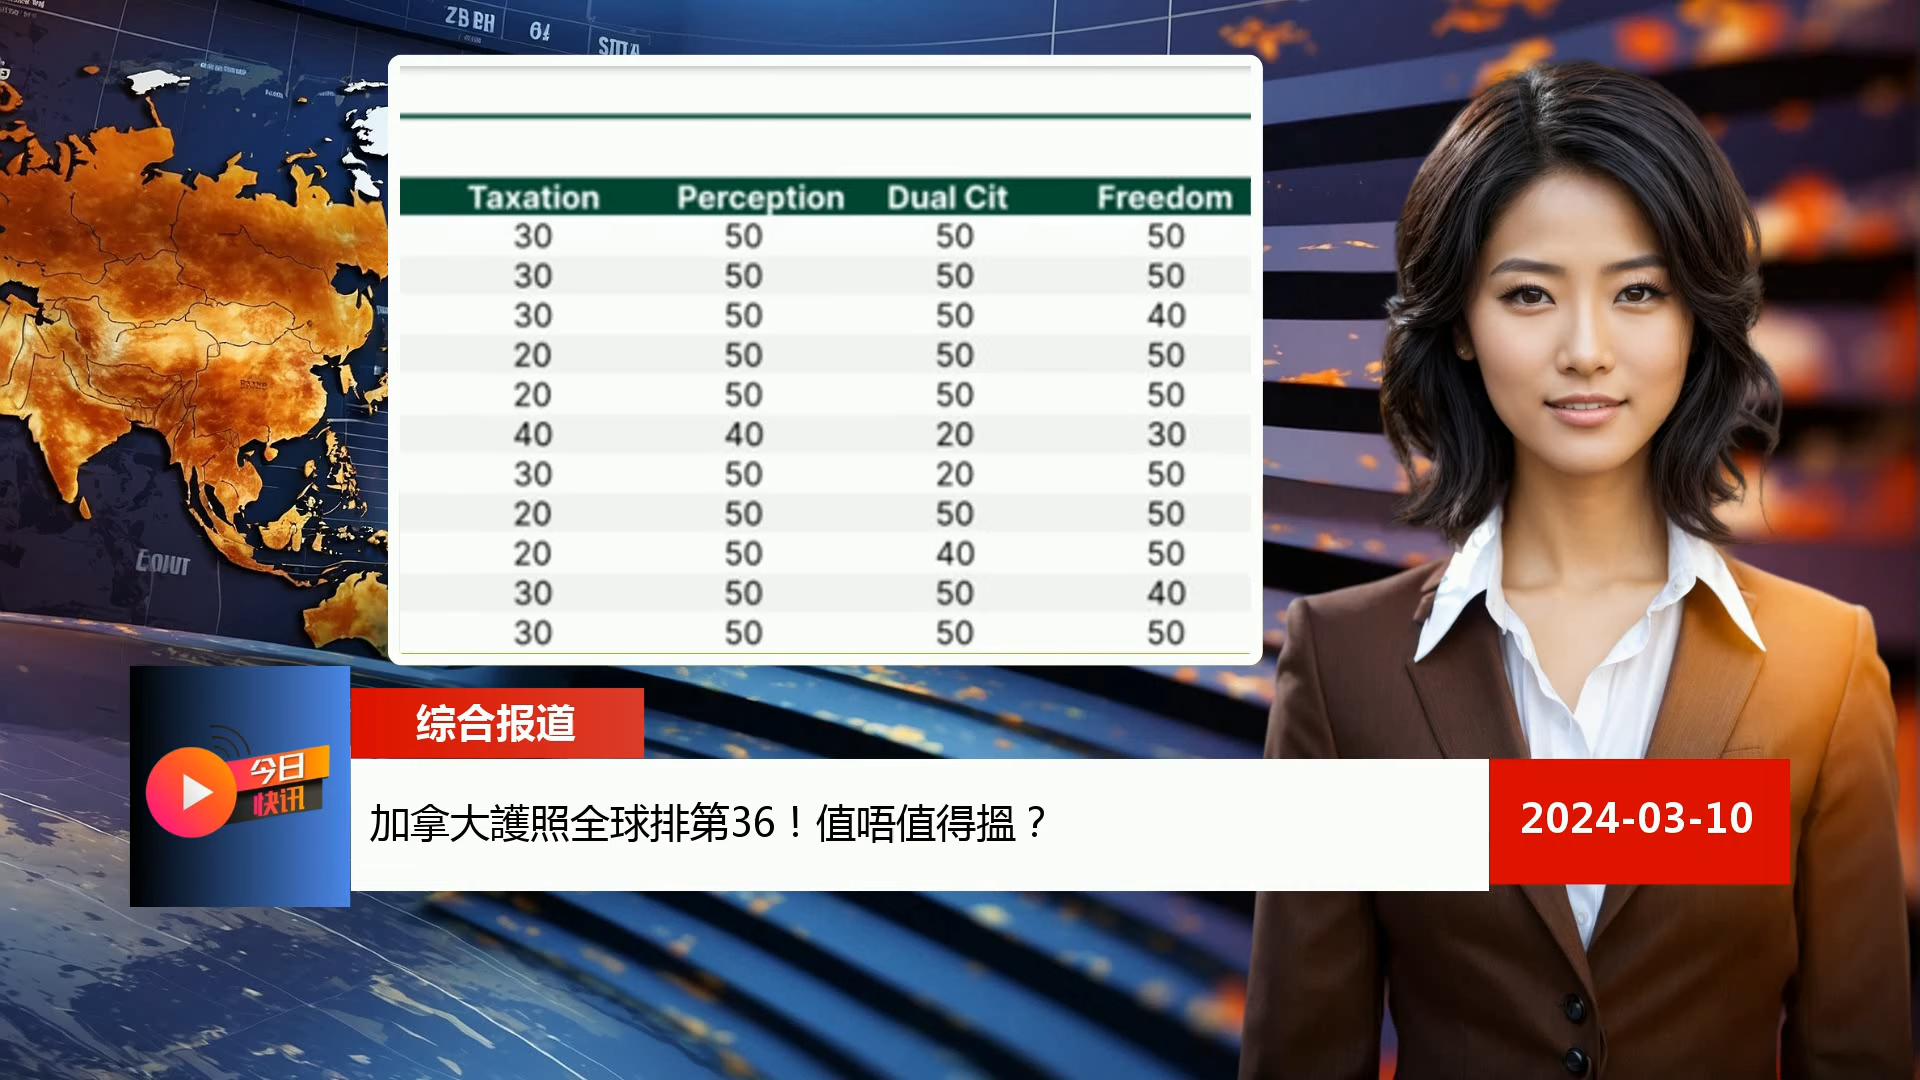 ZB BH
64
Taxation Perception Dual Cit Freedom
30 50 50 50
30 50 50 50
30 50 50 40
20 50 50 50
20 50 50 50
40 40 20 30
30 50 20 50
20 50 50 50
20 50 40 50
30 50 50 40
30 50 50 50
综合报道
今日
快讯
加拿大護照全球排第36！值唔值得搵？
2024-03-10